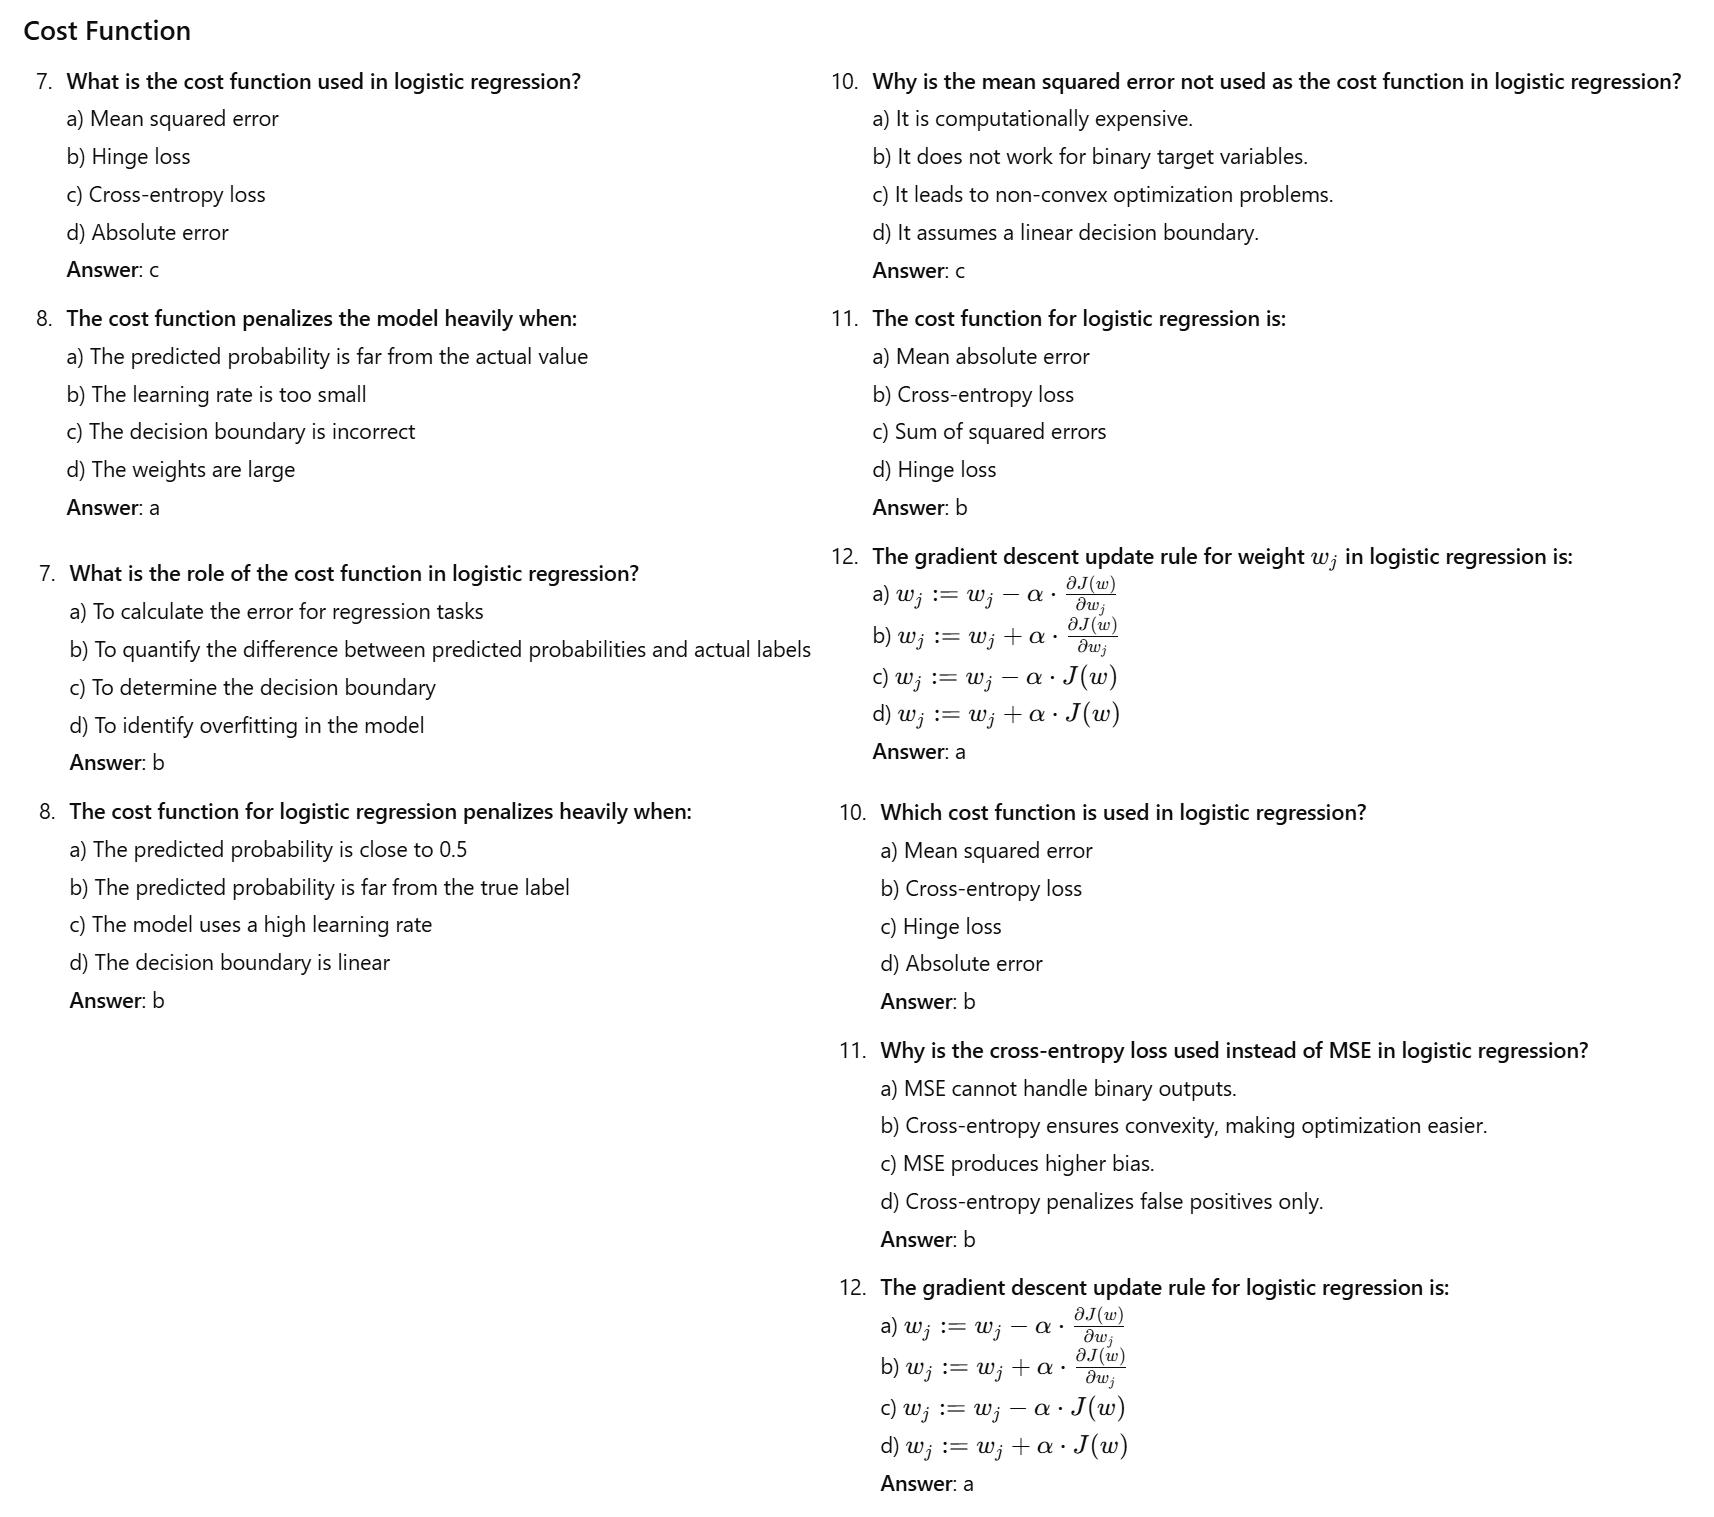 Cost Function
7. What is the cost function used in logistic regression?
a) Mean squared error
b) Hinge loss
c) Cross-entropy loss
d) Absolute error
Answer: c
8. The cost function penalizes the model heavily when:
a) The predicted probability is far from the actual value
b) The learning rate is too small
c) The decision boundary is incorrect
d) The weights are large
Answer: a
7. What is the role of the cost function in logistic regression?
a) To calculate the error for regression tasks
b) To quantify the difference between predicted probabilities and actual labels
c) To determine the decision boundary
d) To identify overfitting in the model
Answer: b
8. The cost function for logistic regression penalizes heavily when:
a) The predicted probability is close to 0.5
b) The predicted probability is far from the true label
c) The model uses a high learning rate
d) The decision boundary is linear
Answer: b
10. Why is the mean squared error not used as the cost function in logistic regression?
a) It is computationally expensive.
b) It does not work for binary target variables.
c) It leads to non-convex optimization problems.
d) It assumes a linear decision boundary.
Answer: c
11. The cost function for logistic regression is:
a) Mean absolute error
b) Cross-entropy loss
c) Sum of squared errors
d) Hinge loss
Answer: b
12. The gradient descent update rule for weight $w_j$ in logistic regression is:
a) $w_j := w_j - \alpha \cdot \frac{\partial J(w)}{\partial w_j}$
b) $w_j := w_j + \alpha \cdot \frac{\partial J(w)}{\partial w_j}$
c) $w_j := w_j - \alpha \cdot J(w)$
d) $w_j := w_j + \alpha \cdot J(w)$
Answer: a
10. Which cost function is used in logistic regression?
a) Mean squared error
b) Cross-entropy loss
c) Hinge loss
d) Absolute error
Answer: b
11. Why is the cross-entropy loss used instead of MSE in logistic regression?
a) MSE cannot handle binary outputs.
b) Cross-entropy ensures convexity, making optimization easier.
c) MSE produces higher bias.
d) Cross-entropy penalizes false positives only.
Answer: b
12. The gradient descent update rule for logistic regression is:
a) $w_j := w_j - \alpha \cdot \frac{\partial J(w)}{\partial w_j}$
b) $w_j := w_j + \alpha \cdot \frac{\partial J(w)}{\partial w_j}$
c) $w_j := w_j - \alpha \cdot J(w)$
d) $w_j := w_j + \alpha \cdot J(w)$
Answer: a